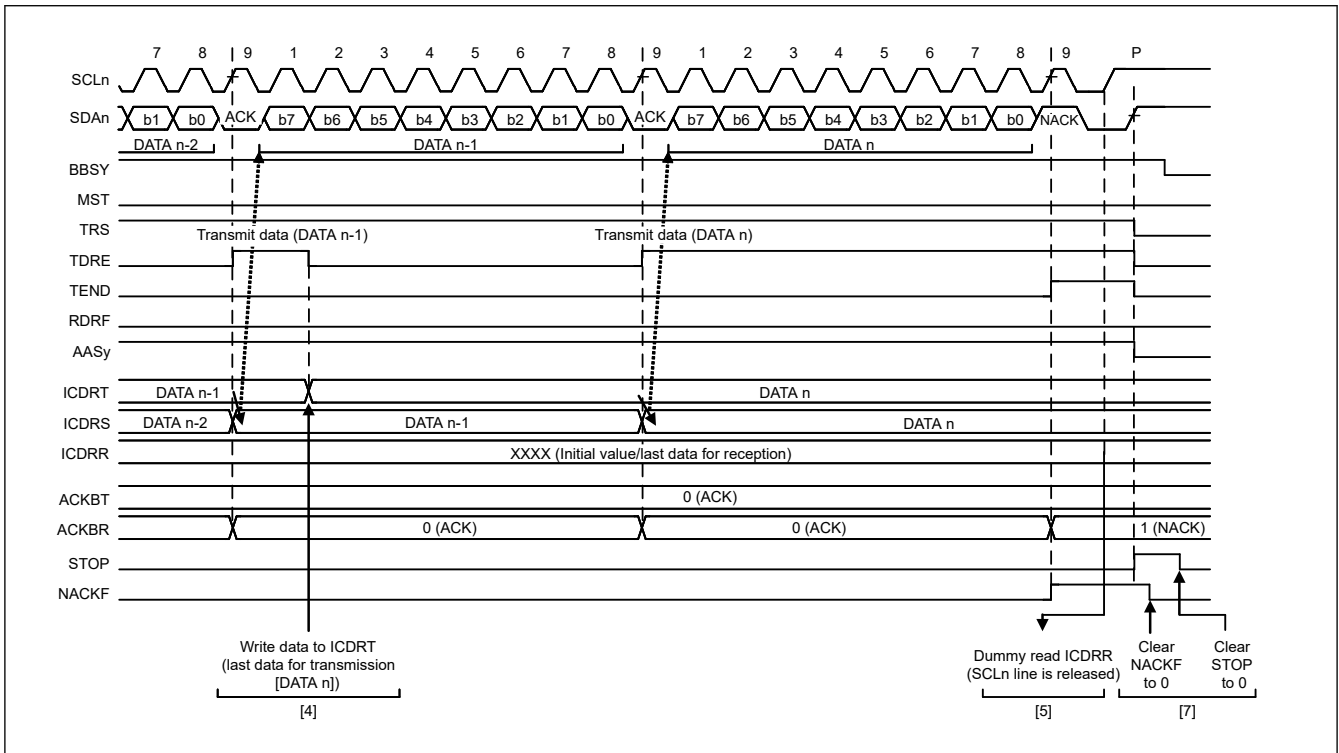 7 8 9 1 2 3 4 5 6 7 8 9 1 2 3 4 5 6 7 8 9 P
SCLn
SDAn b1 b0 ACK b7 b6 b5 b4 b3 b2 b1 b0 ACK b7 b6 b5 b4 b3 b2 b1 b0 NACK
DATA n-2 DATA n-1 DATA n
BBSY
MST
TRS
Transmit data (DATA n-1) Transmit data (DATA n)
TDRE
TEND
RDRF
AASy
ICDRT DATA n-1 DATA n
ICDRS DATA n-2 DATA n-1 DATA n
ICDRR XXXX (Initial value/last data for reception)
ACKBT 0 (ACK)
ACKBR 0 (ACK) 0 (ACK) 1 (NACK)
STOP
NACKF
Write data to ICDRT
(last data for transmission
[DATA n])
[4]
Dummy read ICDRR
(SCLn line is released)
[5]
Clear
NACKF
to 0
Clear
STOP
to 0
[7]